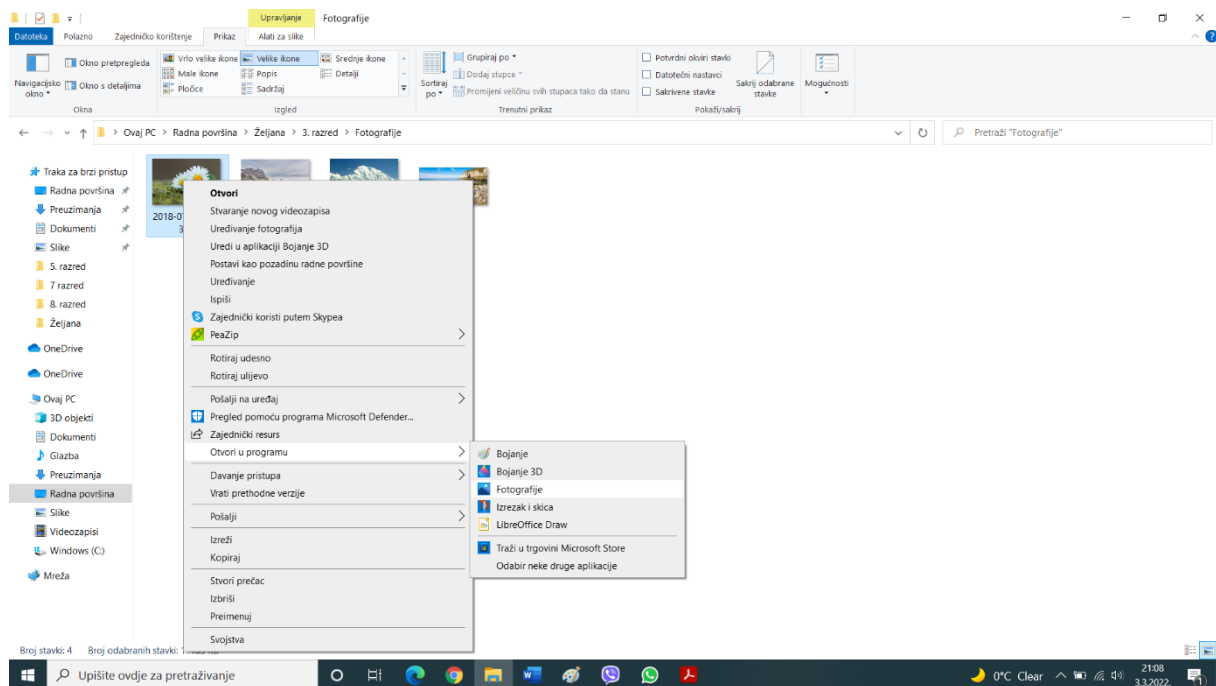 Upravljanje
Fotografije
Datoteka
Polazno
Zajedničko korištenje
Prikaz
Alati za slike
Navigacijsko okno
Okno pretpregleda
Okno s detaljima
Okna
Vrlo velike ikone
Velike ikone
Srednje ikone
Male ikone
Popis
Detalji
Pločice
Sadržaj
Izgled
Sortiraj po
Grupiraj po
Dodaj stupce
Promijeni veličinu svih stupaca tako da stanu
Trenutni prikaz
Potvrdni okviri stavki
Datotečni nastavci
Sakrivene stavke
Sakrij odabrane stavke
Pokaži/sakrij
Mogućnosti
Ovaj PC > Radna površina > Željana > 3. razred > Fotografije
Pretraži "Fotografije"
Traka za brzi pristup
Radna površina
Preuzimanja
Dokumenti
Slike
5. razred
7 razred
8. razred
Željana
OneDrive
OneDrive
Ovaj PC
3D objekti
Dokumenti
Glazba
Preuzimanja
Radna površina
Slike
Videozapisi
Windows (C:)
Mreža
2018-0
3
Otvori
Stvaranje novog videozapisa
Uređivanje fotografija
Uredi u aplikaciji Bojanje 3D
Postavi kao pozadinu radne površine
Uređivanje
Ispiši
Zajednički koristi putem Skypea
PeaZip
Rotiraj udesno
Rotiraj ulijevo
Pošalji na uređaj
Pregled pomoću programa Microsoft Defender...
Zajednički resurs
Otvori u programu
Davanje pristupa
Vrati prethodne verzije
Pošalji
Izreži
Kopiraj
Stvori prečac
Izbriši
Preimenuj
Svojstva
Bojanje
Bojanje 3D
Fotografije
Izrezak i skica
LibreOffice Draw
Traži u trgovini Microsoft Store
Odabir neke druge aplikacije
Broj stavki: 4
Broj odabranih stavki:
Upišite ovdje za pretraživanje
0°C Clear
21:08
3.3.2022.